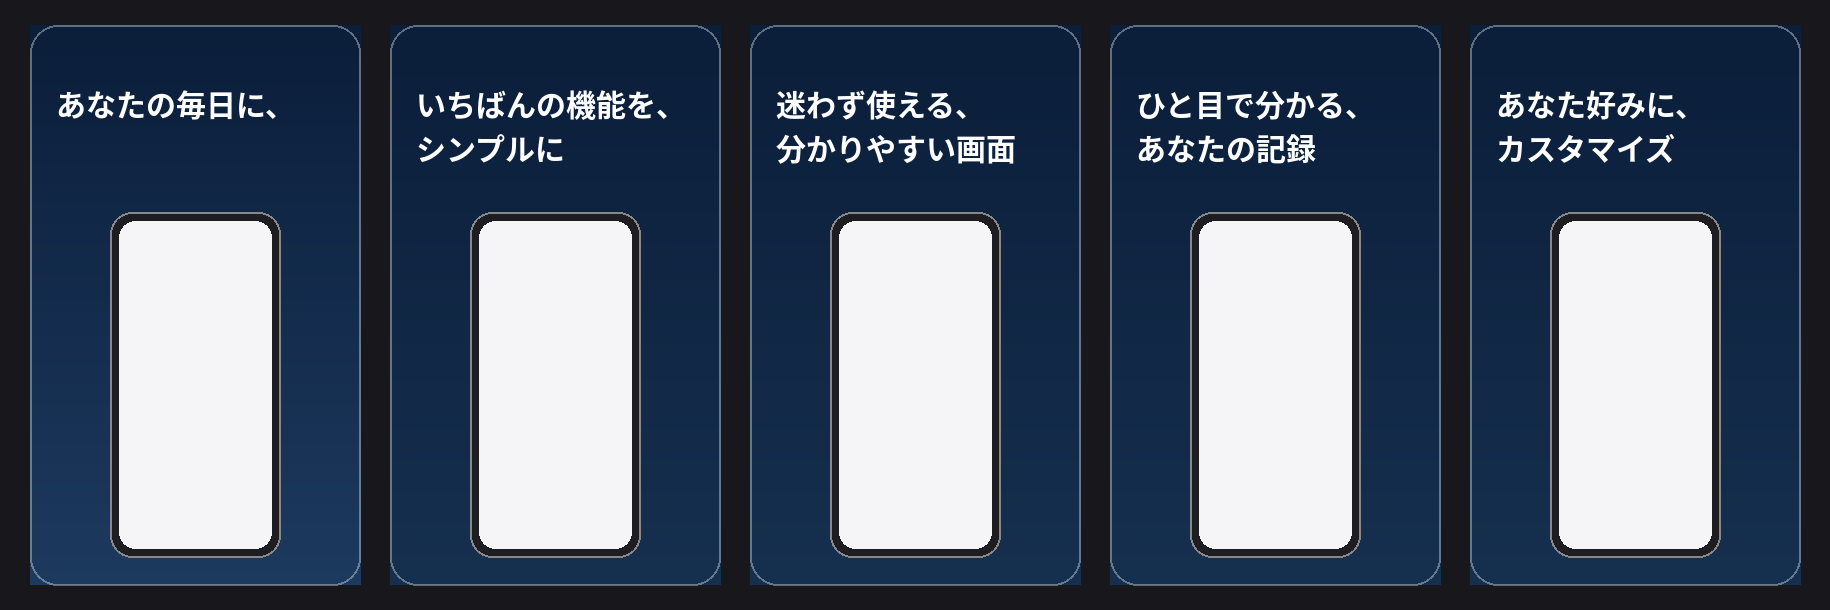 あなたの毎日に、
いちばんの機能を、
シンプルに
迷わず使える、
分かりやすい画面
ひと目で分かる、
あなたの記録
あなた好みに、
カスタマイズ